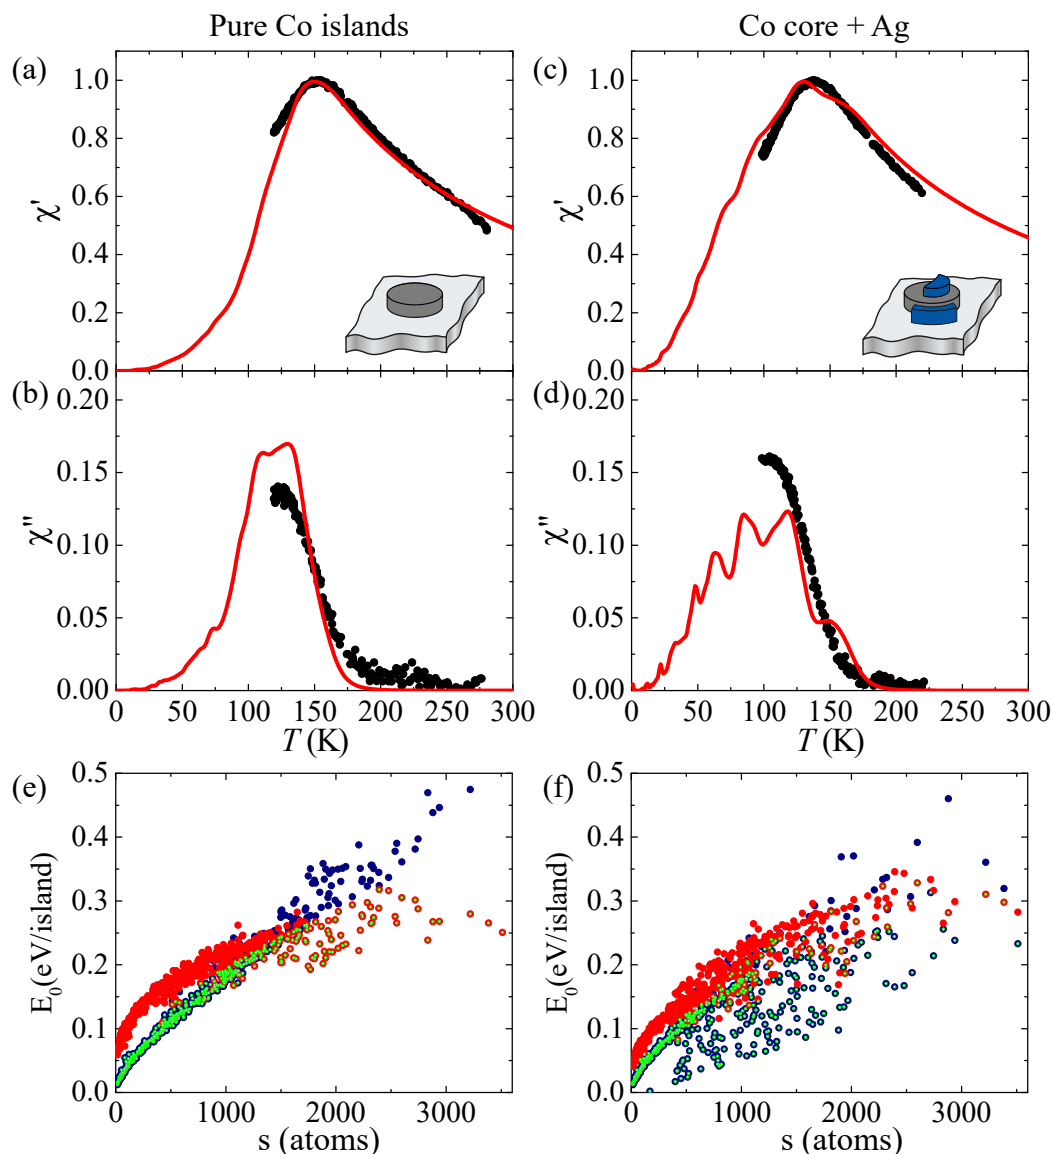 Pure Co islands
Co core + Ag
(a)
1.0
0.8
0.6
0.4
0.2
0.0
χ'
(c)
1.0
0.8
0.6
0.4
0.2
0.0
χ'
(b)
0.20
0.15
0.10
0.05
0.00
χ"
0 50 100 150 200 250 300
T (K)
(d)
0.20
0.15
0.10
0.05
0.00
χ"
0 50 100 150 200 250 300
T (K)
(e)
0.5
0.4
0.3
0.2
0.1
0.0
E₀(eV/island)
0 1000 2000 3000
s (atoms)
(f)
0.5
0.4
0.3
0.2
0.1
0.0
E₀(eV/island)
0 1000 2000 3000
s (atoms)